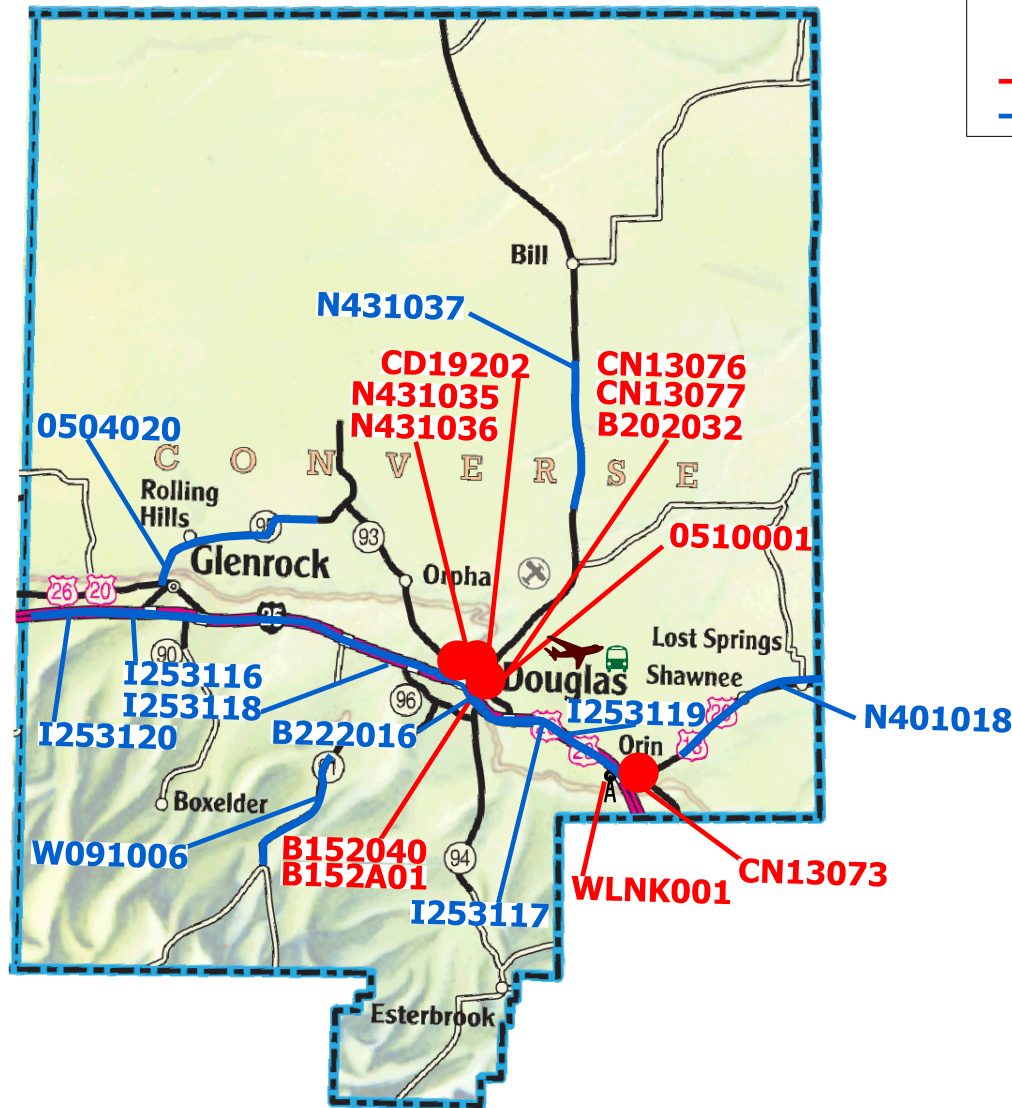 Bill
N431037
CD19202
N431035
N431036
CN13076
CN13077
B202032
0504020
C O N V E R S E
Rolling
Hills
93
0510001
Glenrock
Orpha
26
20
25
Lost Springs
Shawnee
Douglas
90
I253116
I253118
96
I253119
N401018
I253120
B222016
Orin
20
18
Boxelder
W091006
B152040
B152A01
94
WLNK001
CN13073
I253117
Esterbrook